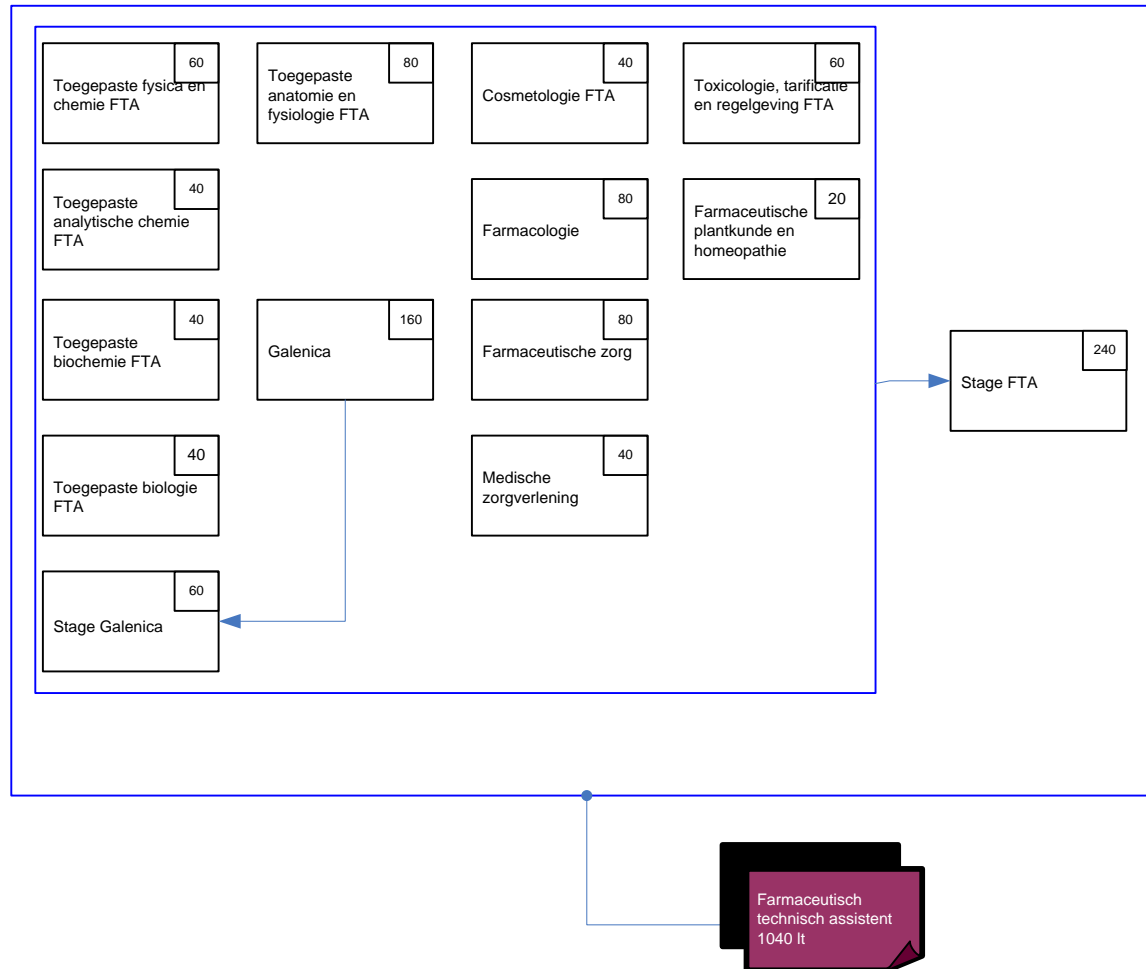 60
Toegepaste fysica en
chemie FTA
80
Toegepaste
anatomie en
fysiologie FTA
40
Cosmetologie FTA
60
Toxicologie, tarificatie
en regelgeving FTA
40
Toegepaste
analytische chemie
FTA
80
Farmacologie
20
Farmaceutische
plantkunde en
homeopathie
40
Toegepaste
biochemie FTA
160
Galenica
80
Farmaceutische zorg
240
Stage FTA
40
Toegepaste biologie
FTA
40
Medische
zorgverlening
60
Stage Galenica
Farmaceutisch
technisch assistent
1040 lt